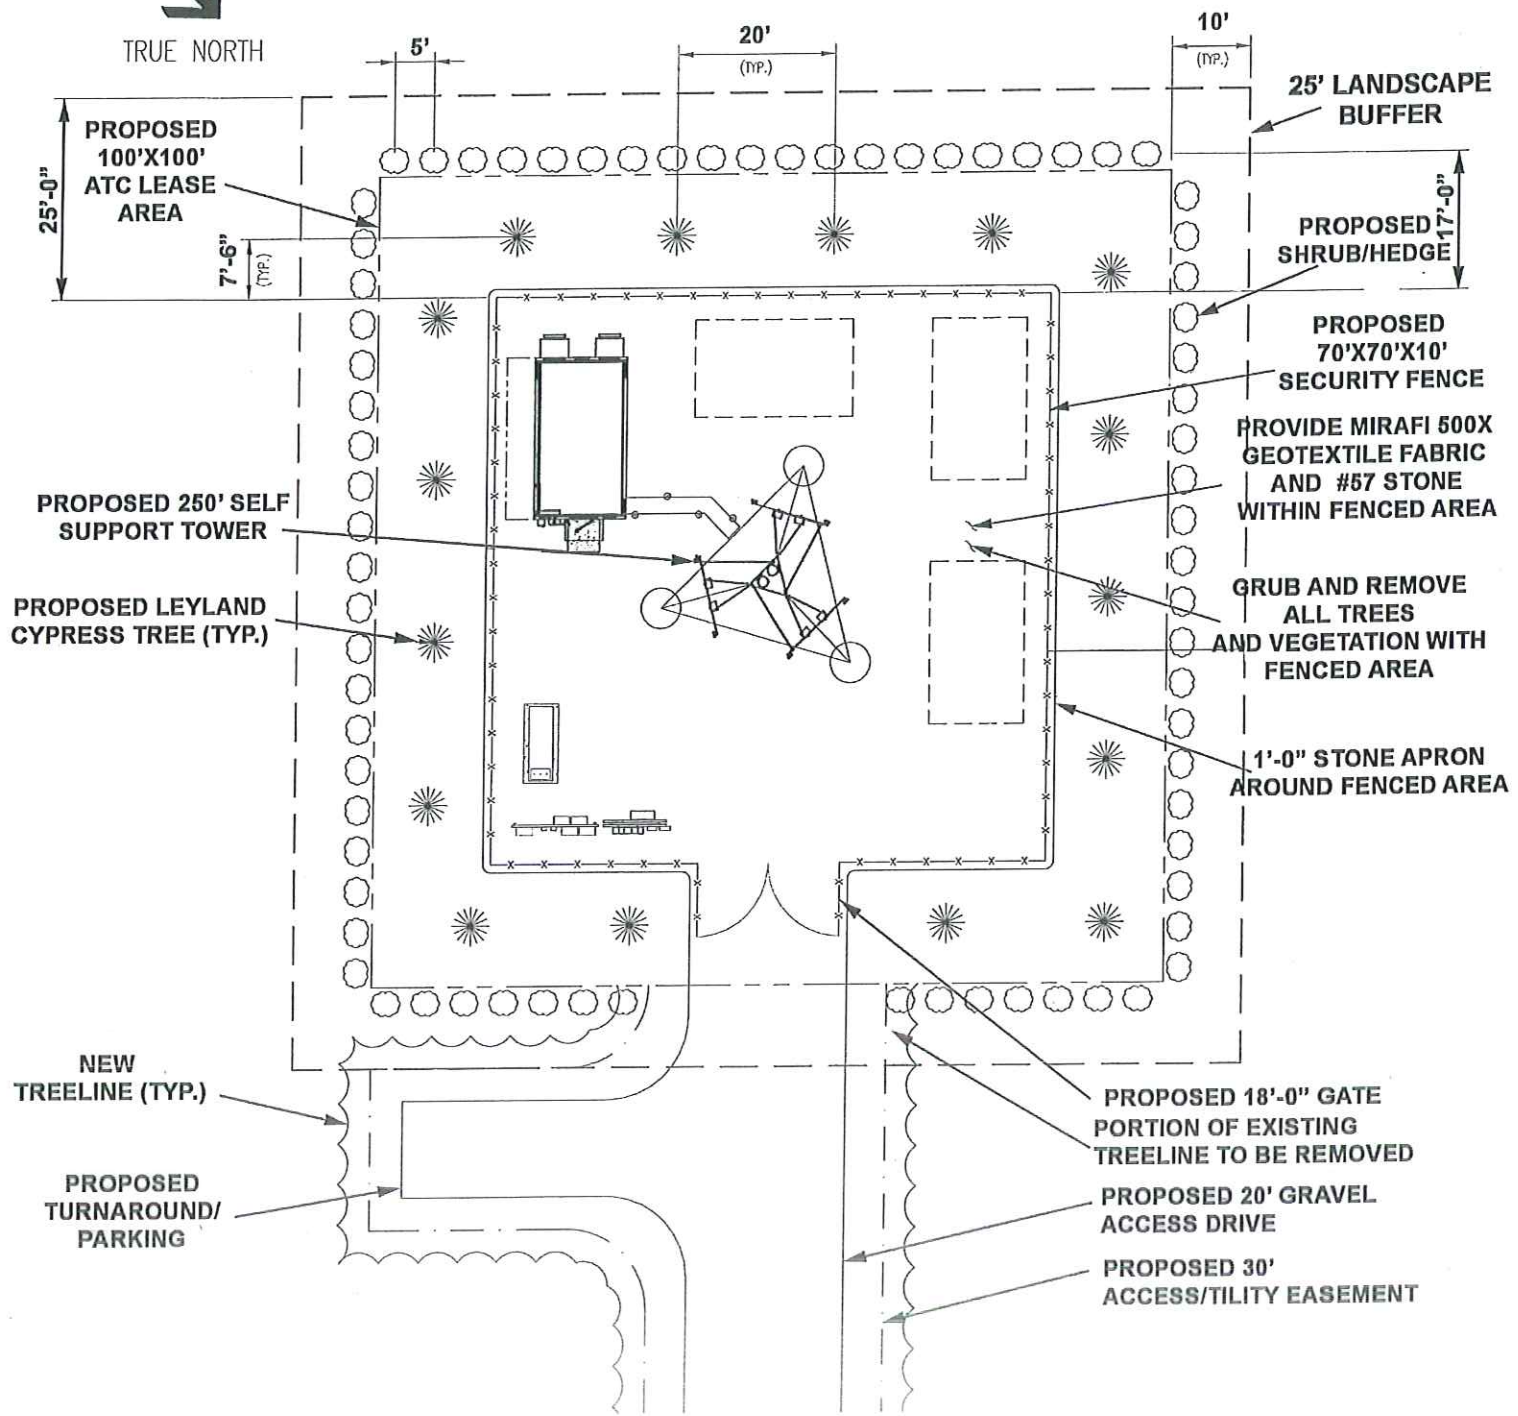 TRUE NORTH
5'
20'
(TYP.)
10'
(TYP.)
25' LANDSCAPE
BUFFER
PROPOSED
100'X100'
ATC LEASE
AREA
25'-0"
7'-6"
(TYP.)
17'-0"
PROPOSED
SHRUB/HEDGE
PROPOSED
70'X70'X10'
SECURITY FENCE
PROVIDE MIRAFI 500X
GEOTEXTILE FABRIC
AND #57 STONE
WITHIN FENCED AREA
PROPOSED 250' SELF
SUPPORT TOWER
GRUB AND REMOVE
ALL TREES
AND VEGETATION WITH
FENCED AREA
PROPOSED LEYLAND
CYPRESS TREE (TYP.)
1'-0" STONE APRON
AROUND FENCED AREA
NEW
TREELINE (TYP.)
PROPOSED 18'-0" GATE
PORTION OF EXISTING
TREELINE TO BE REMOVED
PROPOSED
TURNAROUND/
PARKING
PROPOSED 20' GRAVEL
ACCESS DRIVE
PROPOSED 30'
ACCESS/TILITY EASEMENT